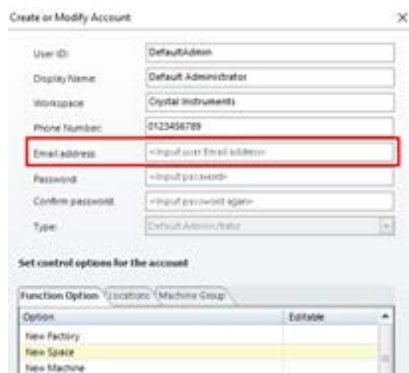 Create or Modify Account
User ID: DefaultAdmin
Display Name: Default Administrator
Workspace: Crystal Instruments
Phone Number: 0123456789
Email address: <Input user Email address>
Password: <Input password>
Confirm password: <Input password again>
Type: Default Administrator
Set control options for the account
Function Option Locations Machine Group
Option Editable
New Factory
New Space
New Machine